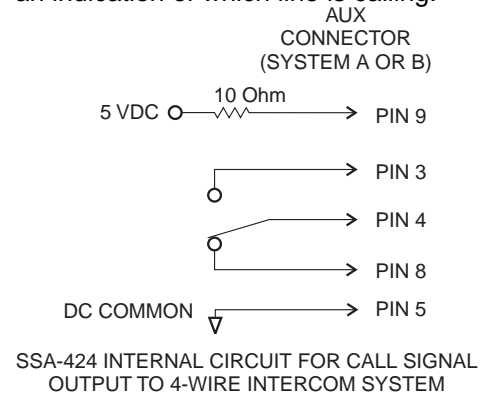 an indication of which line is calling.
AUX
CONNECTOR
(SYSTEM A OR B)
10 Ohm
5 VDC
PIN 9
PIN 3
PIN 4
PIN 8
DC COMMON
PIN 5
SSA-424 INTERNAL CIRCUIT FOR CALL SIGNAL
OUTPUT TO 4-WIRE INTERCOM SYSTEM